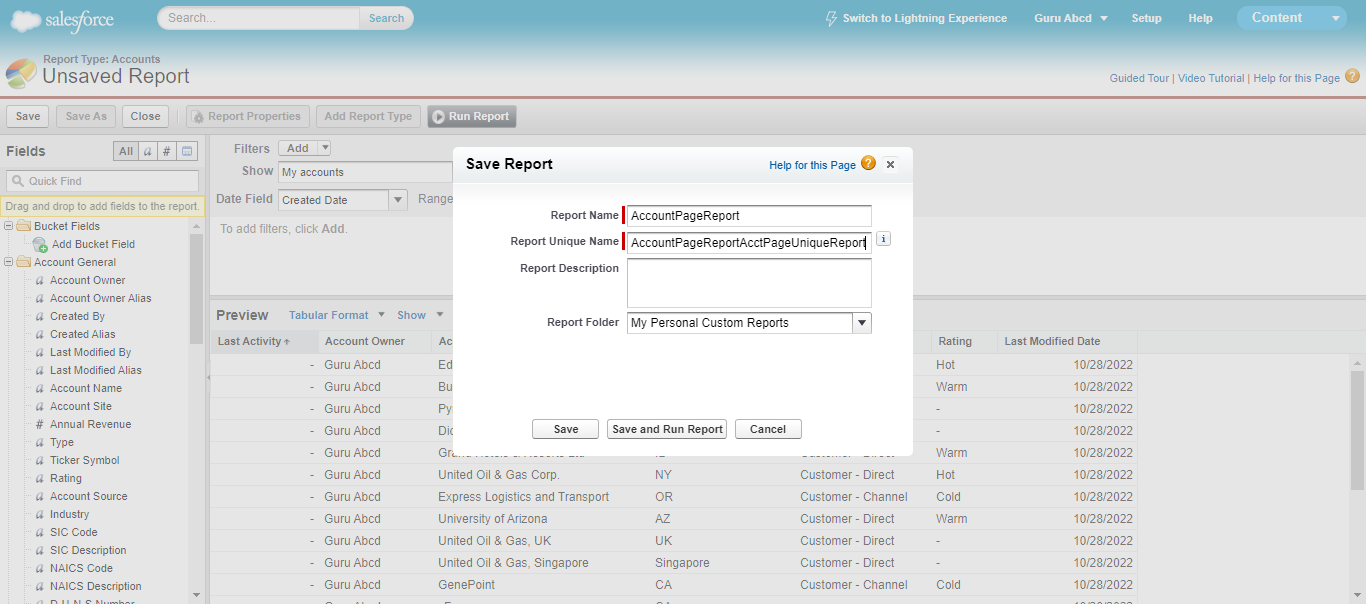 salesforce
Search...
Search
Switch to Lightning Experience
Guru Abcd
Setup
Help
Content
Report Type: Accounts
Unsaved Report
Guided Tour | Video Tutorial | Help for this Page ?
Save
Save As
Close
Report Properties
Add Report Type
Run Report
Fields
All
a
#
Quick Find
Drag and drop to add fields to the report.
Bucket Fields
Add Bucket Field
Account General
a Account Owner
a Account Owner Alias
a Created By
a Created Alias
a Last Modified By
a Last Modified Alias
a Account Name
a Account Site
# Annual Revenue
a Type
a Ticker Symbol
a Rating
a Account Source
a Industry
a SIC Code
a SIC Description
a NAICS Code
a NAICS Description
a D-U-N-S Number
Filters
Add
Show
My accounts
Date Field
Created Date
Range
To add filters, click Add.
Save Report
Help for this Page ?
Report Name
AccountPageReport
Report Unique Name
AccountPageReportAcctPageUniqueReport
i
Report Description
Report Folder
My Personal Custom Reports
Save
Save and Run Report
Cancel
Preview
Tabular Format
Show
Last Activity
Account Owner
Ac
Rating
Last Modified Date
- Guru Abcd Ed Hot 10/28/2022
- Guru Abcd Bu Warm 10/28/2022
- Guru Abcd Py - 10/28/2022
- Guru Abcd Dic - 10/28/2022
- Guru Abcd Grand Hotels & Resorts Ltd IL Customer - Direct Warm 10/28/2022
- Guru Abcd United Oil & Gas Corp. NY Customer - Direct Hot 10/28/2022
- Guru Abcd Express Logistics and Transport OR Customer - Channel Cold 10/28/2022
- Guru Abcd University of Arizona AZ Customer - Direct Warm 10/28/2022
- Guru Abcd United Oil & Gas, UK UK Customer - Direct - 10/28/2022
- Guru Abcd United Oil & Gas, Singapore Singapore Customer - Direct - 10/28/2022
- Guru Abcd GenePoint CA Customer - Channel Cold 10/28/2022